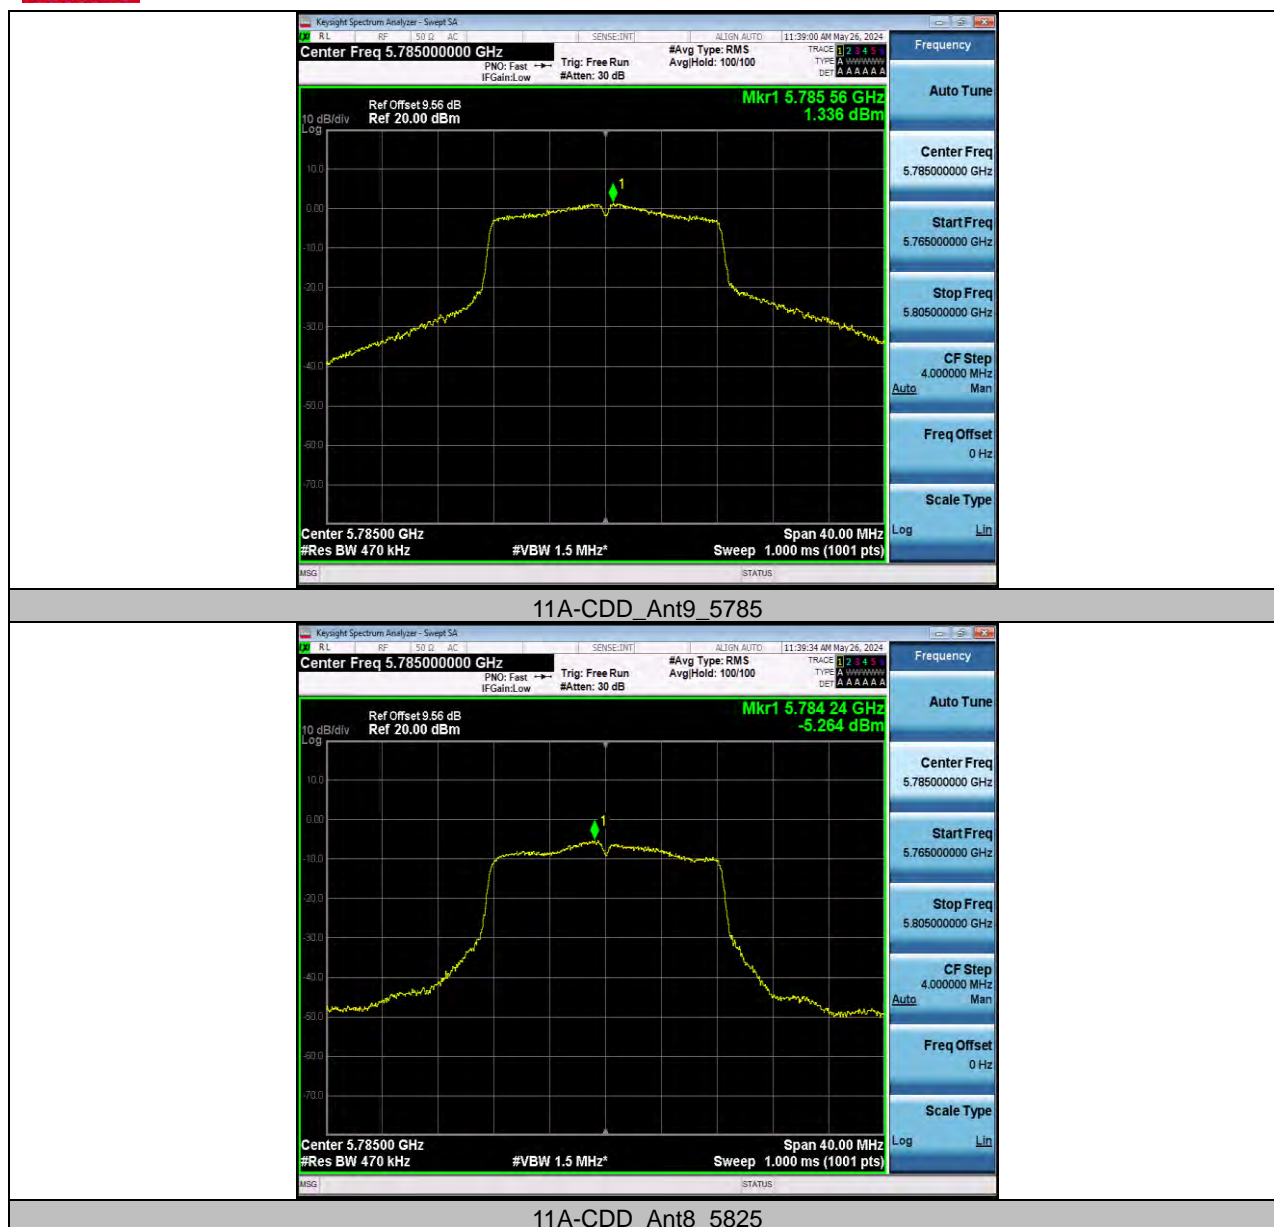 Keysight Spectrum Analyzer - Swept SA
RL RF 50 Ω AC SENSE:INT ALIGN AUTO 11:39:00 AM May 26, 2024
Center Freq 5.785000000 GHz
#Avg Type: RMS
TRACE 1 2 3 4 5 6
PNO: Fast
Trig: Free Run
Avg|Hold: 100/100
TYPE A WWWWW
IFGain:Low
#Atten: 30 dB
DET A A A A A A
Frequency
Auto Tune
Mkr1 5.785 56 GHz
1.336 dBm
Ref Offset 9.56 dB
10 dB/div Ref 20.00 dBm
Log
10.0
0.00
-10.0
-20.0
-30.0
-40.0
-50.0
-60.0
-70.0
1
Center Freq
5.785000000 GHz
Start Freq
5.765000000 GHz
Stop Freq
5.805000000 GHz
CF Step
4.000000 MHz
Auto Man
Freq Offset
0 Hz
Scale Type
Log Lin
Center 5.78500 GHz Span 40.00 MHz
#Res BW 470 kHz #VBW 1.5 MHz* Sweep 1.000 ms (1001 pts)
MSG STATUS
11A-CDD_Ant9_5785
Keysight Spectrum Analyzer - Swept SA
RL RF 50 Ω AC SENSE:INT ALIGN AUTO 11:39:34 AM May 26, 2024
Center Freq 5.785000000 GHz
#Avg Type: RMS
TRACE 1 2 3 4 5 6
PNO: Fast
Trig: Free Run
Avg|Hold: 100/100
TYPE A WWWWW
IFGain:Low
#Atten: 30 dB
DET A A A A A A
Frequency
Auto Tune
Mkr1 5.784 24 GHz
-5.264 dBm
Ref Offset 9.56 dB
10 dB/div Ref 20.00 dBm
Log
10.0
0.00
-10.0
-20.0
-30.0
-40.0
-50.0
-60.0
-70.0
1
Center Freq
5.785000000 GHz
Start Freq
5.765000000 GHz
Stop Freq
5.805000000 GHz
CF Step
4.000000 MHz
Auto Man
Freq Offset
0 Hz
Scale Type
Log Lin
Center 5.78500 GHz Span 40.00 MHz
#Res BW 470 kHz #VBW 1.5 MHz* Sweep 1.000 ms (1001 pts)
MSG STATUS
11A-CDD_Ant8_5825